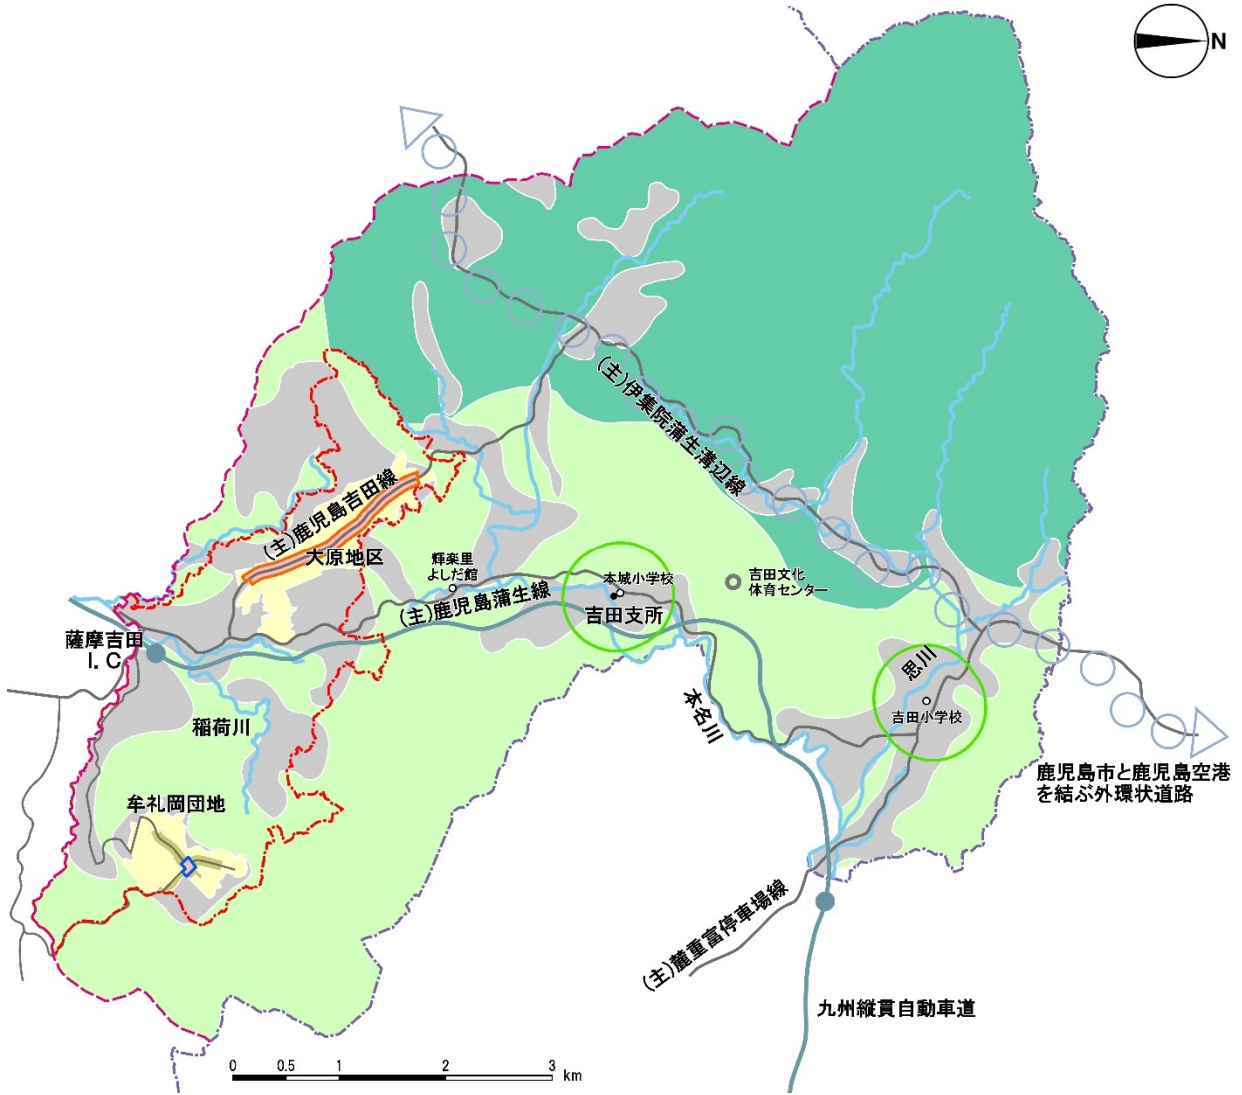 N
(主)伊集院蒲生溝辺線
(主)鹿児島吉田線
大原地区
輝楽里
よしだ館
本城小学校
吉田文化
体育センター
(主)鹿児島蒲生線
吉田支所
薩摩吉田
I.C
思川
吉田小学校
本名川
稲荷川
鹿児島市と鹿児島空港
を結ぶ外環状道路
牟礼岡団地
(主)麓重富停車場線
九州縦貫自動車道
0 0.5 1 2 3 km